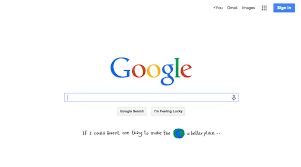 +You Gmail Images Sign in
Google
Google Search I'm Feeling Lucky
If I could invent one thing to make the a better place...